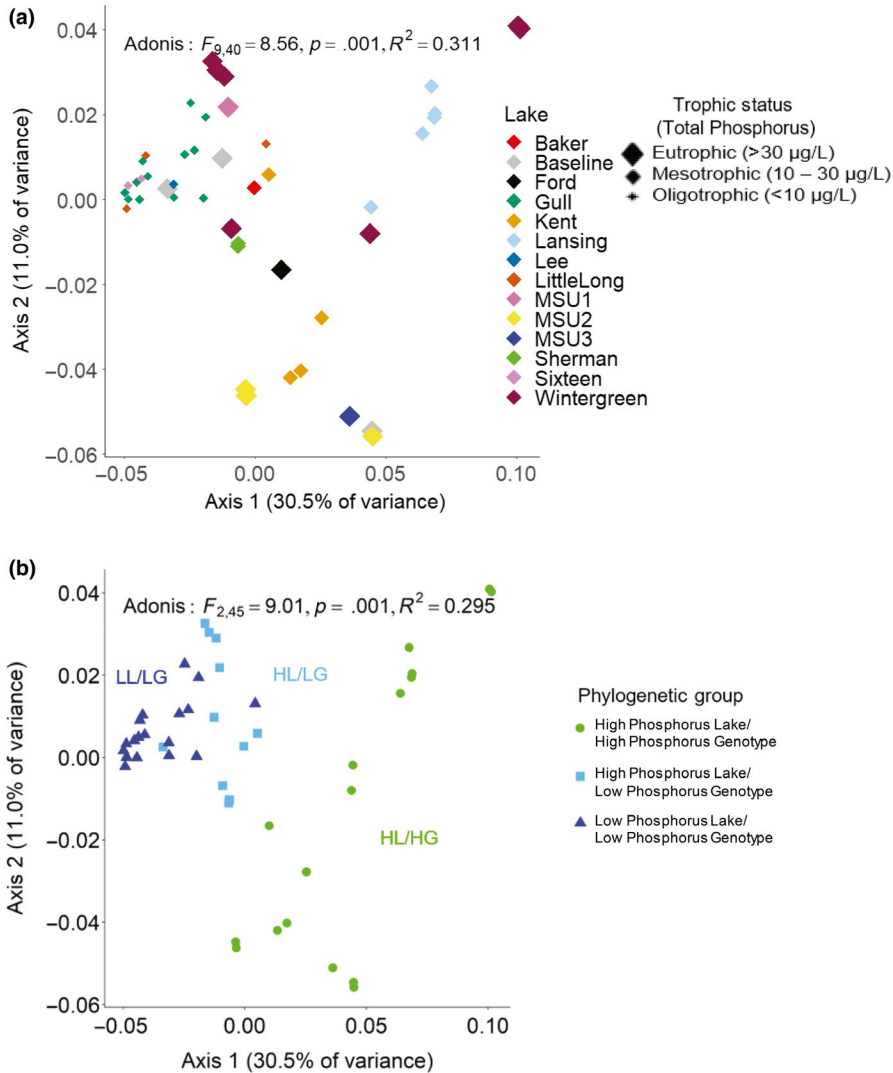 (a)
Adonis : F9,40 = 8.56, p = .001, R2 = 0.311
0.04
0.02
0.00
−0.02
−0.04
−0.06
Axis 2 (11.0% of variance)
−0.05 0.00 0.05 0.10
Axis 1 (30.5% of variance)
Lake
Baker
Baseline
Ford
Gull
Kent
Lansing
Lee
LittleLong
MSU1
MSU2
MSU3
Sherman
Sixteen
Wintergreen
Trophic status
(Total Phosphorus)
Eutrophic (>30 µg/L)
Mesotrophic (10 – 30 µg/L)
Oligotrophic (<10 µg/L)
(b)
Adonis : F2,45 = 9.01, p = .001, R2 = 0.295
0.04
0.02
0.00
−0.02
−0.04
−0.06
Axis 2 (11.0% of variance)
LL/LG
HL/LG
HL/HG
−0.05 0.00 0.05 0.10
Axis 1 (30.5% of variance)
Phylogenetic group
High Phosphorus Lake/
High Phosphorus Genotype
High Phosphorus Lake/
Low Phosphorus Genotype
Low Phosphorus Lake/
Low Phosphorus Genotype